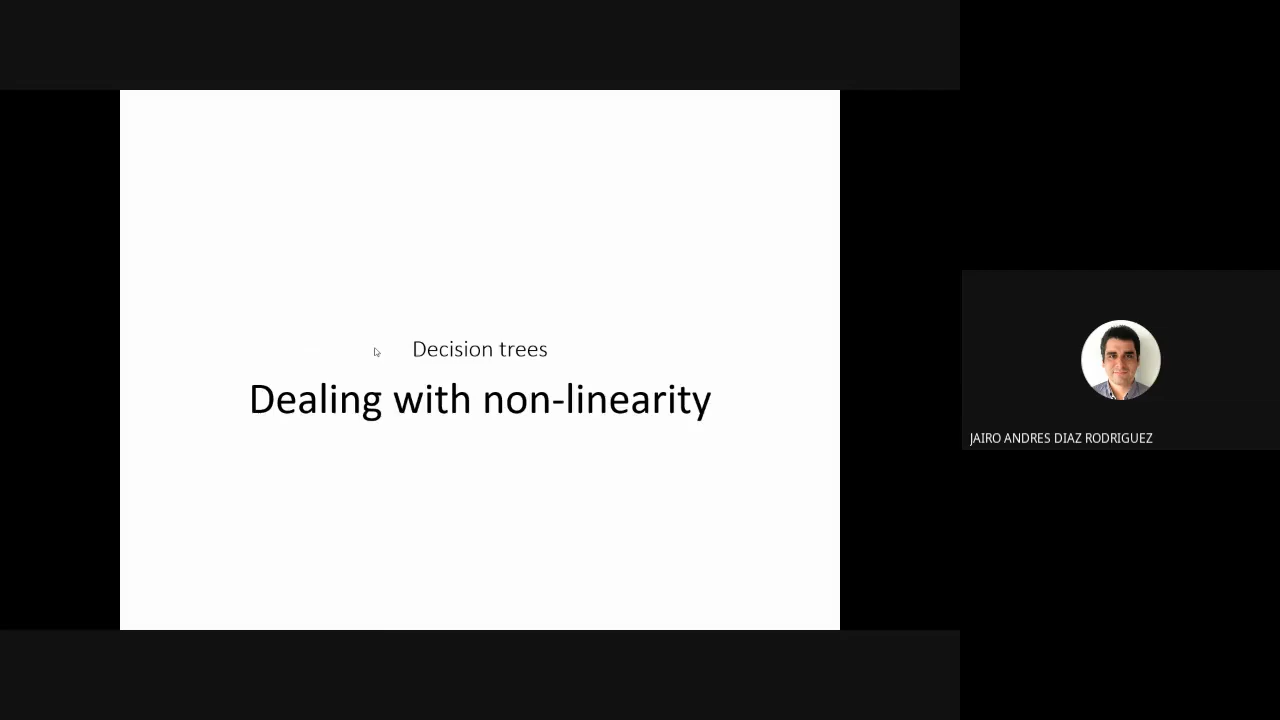 Decision trees
Dealing with non-linearity
JAIRO ANDRES DIAZ RODRIGUEZ